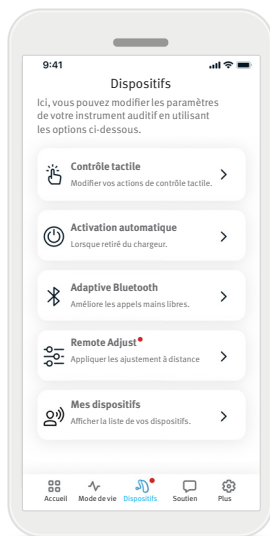 9:41
Dispositifs
Ici, vous pouvez modifier les paramètres
de votre instrument auditif en utilisant
les options ci-dessous.
Contrôle tactile
Modifier vos actions de contrôle tactile.
Activation automatique
Lorsque retiré du chargeur.
Adaptive Bluetooth
Améliore les appels mains libres.
Remote Adjust
Appliquer les ajustement à distance
Mes dispositifs
Afficher la liste de vos dispositifs.
Accueil Mode de vie Dispositifs Soutien Plus